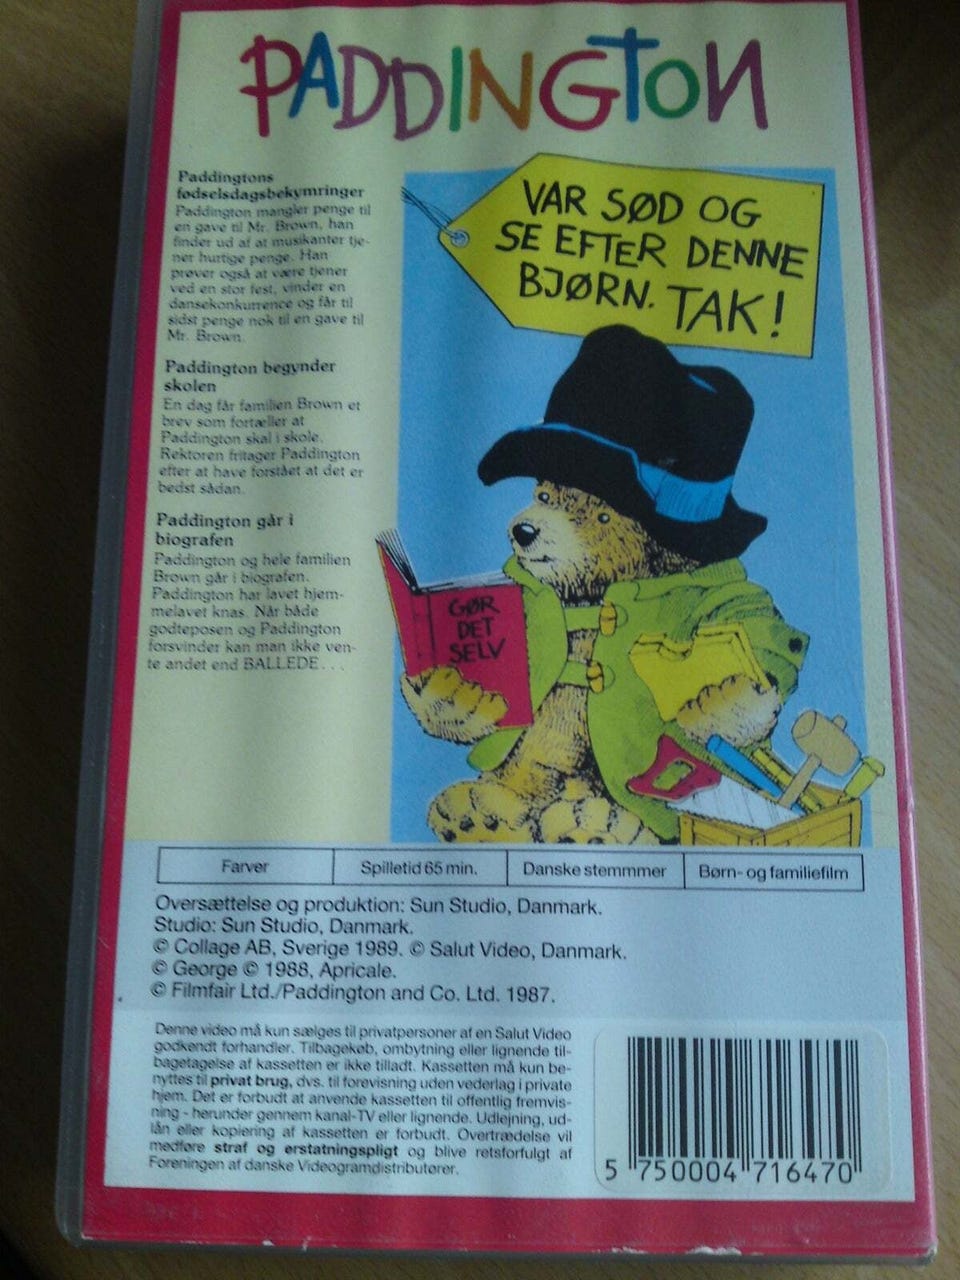 PADDINGTON
VAR SØD OG
SE EFTER DENNE
BJØRN. TAK!
Paddingtons
fødselsdagsbekymringer
Paddington mangler penge til
en gave til Mr. Brown, han
finder ud af at musikanter tje-
ner hurtige penge. Han
prøver også at være tjener
ved en stor fest, vinder en
dansekonkurrence og får til
sidst penge nok til en gave til
Mr. Brown.
Paddington begynder
skolen
En dag får familien Brown et
brev som fortæller at
Paddington skal i skole.
Rektoren fritager Paddington
efter at have forstået at det er
bedst sådan.
Paddington går i
biografen
Paddington og hele familien
Brown går i biografen.
Paddington har lavet hjem-
melavet knas. Når både
godteposen og Paddington
forsvinder kan man ikke ven-
te andet end BALLEDE...
GØR
DET
SELV
Farver
Spilletid 65 min.
Danske stemmmer
Børn- og familiefilm
Oversættelse og produktion: Sun Studio, Danmark.
Studio: Sun Studio, Danmark.
© Collage AB, Sverige 1989. © Salut Video, Danmark.
© George © 1988, Apricale.
© Filmfair Ltd./Paddington and Co. Ltd. 1987.
Denne video må kun sælges til privatpersoner af en Salut Video
godkendt forhandler. Tilbagekøb, ombytning eller lignende til-
bagetagelse af kassetten er ikke tilladt. Kassetten må kun be-
nyttes til privat brug, dvs. til forevisning uden vederlag i private
hjem. Det er forbudt at anvende kassetten til offentlig fremvis-
ning - herunder gennem kanal-TV eller lignende. Udlejning, ud-
lån eller kopiering af kassetten er forbudt. Overtrædelse vil
medføre straf og erstatningspligt og blive retsforfulgt af
Foreningen af danske Videogramdistributører.
5 750004 716470